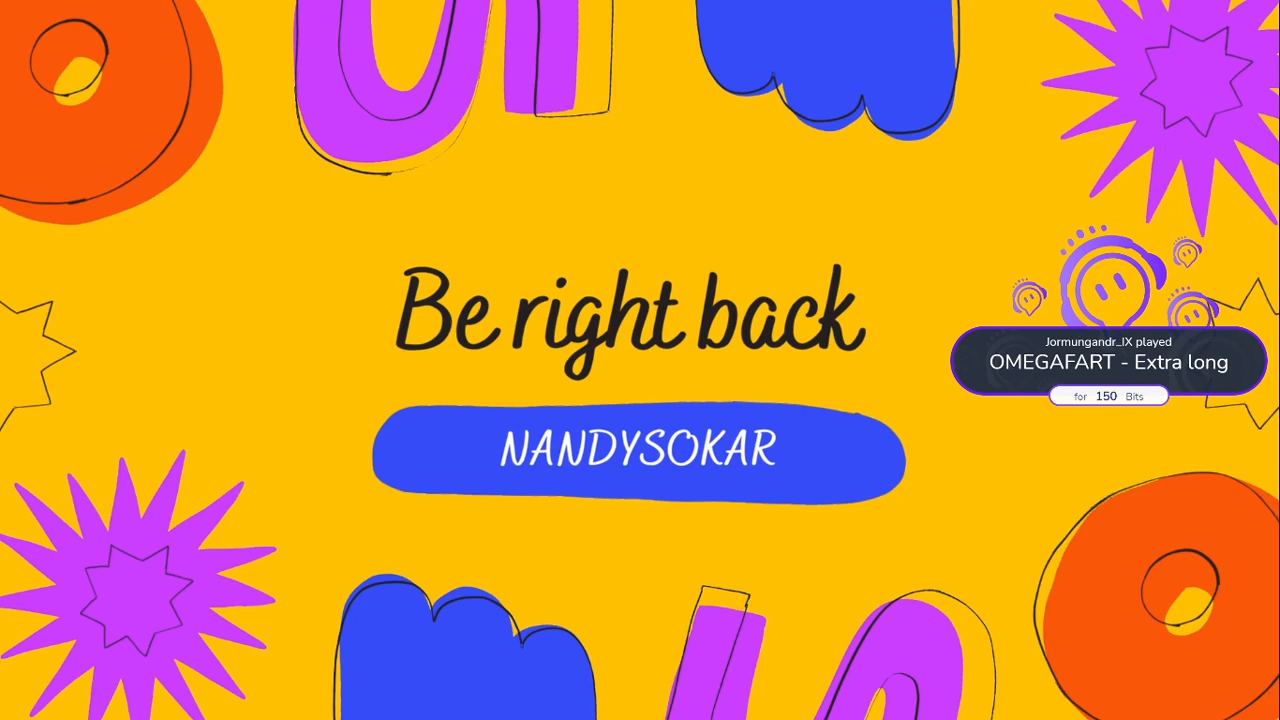 Be right back
NANDYSOKAR
Jormungandr_IX played
OMEGAFART - Extra long
for 150 Bits